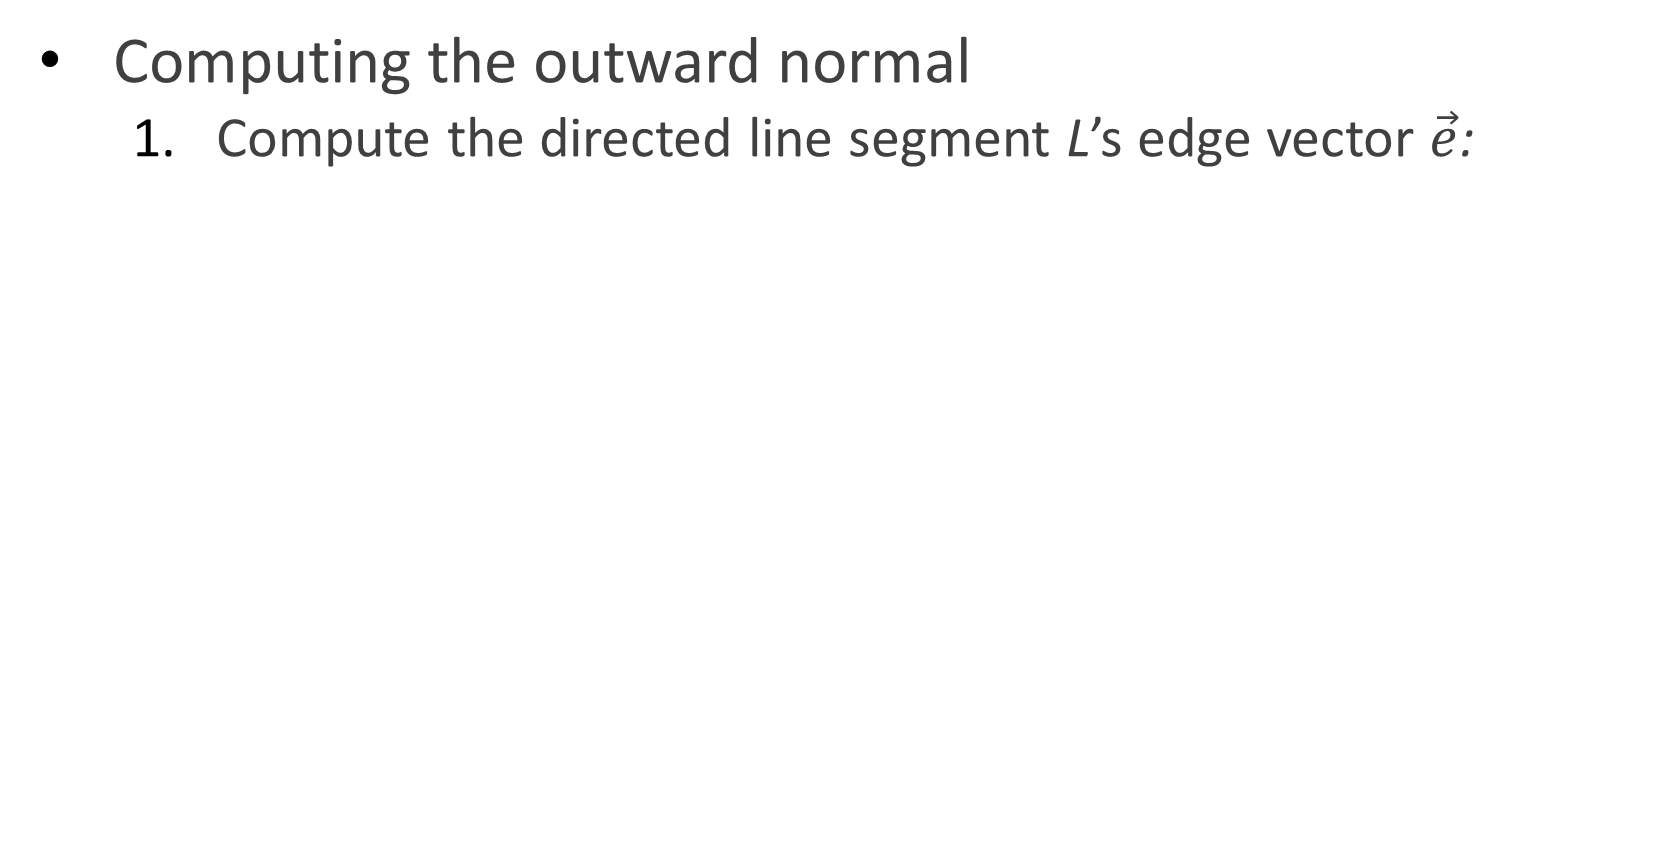 • Computing the outward normal
1. Compute the directed line segment L’s edge vector e⃗: